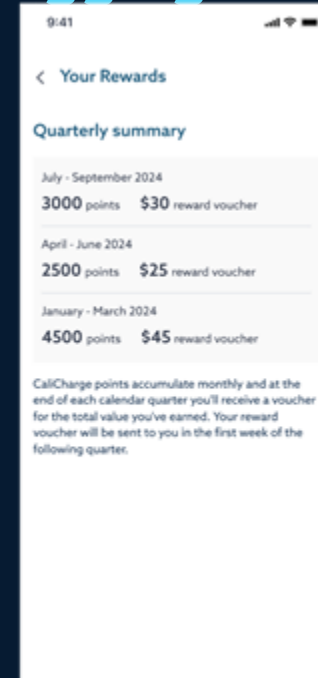 9:41
Your Rewards
Quarterly summary
July - September 2024
3000 points $30 reward voucher
April - June 2024
2500 points $25 reward voucher
January - March 2024
4500 points $45 reward voucher
CaliCharge points accumulate monthly and at the
end of each calendar quarter you'll receive a voucher
for the total value you've earned. Your reward
voucher will be sent to you in the first week of the
following quarter.